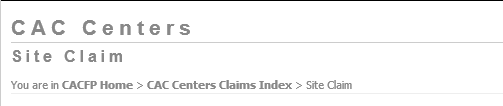 CAC Centers
Site Claim
You are in CACFP Home > CAC Centers Claims Index > Site Claim